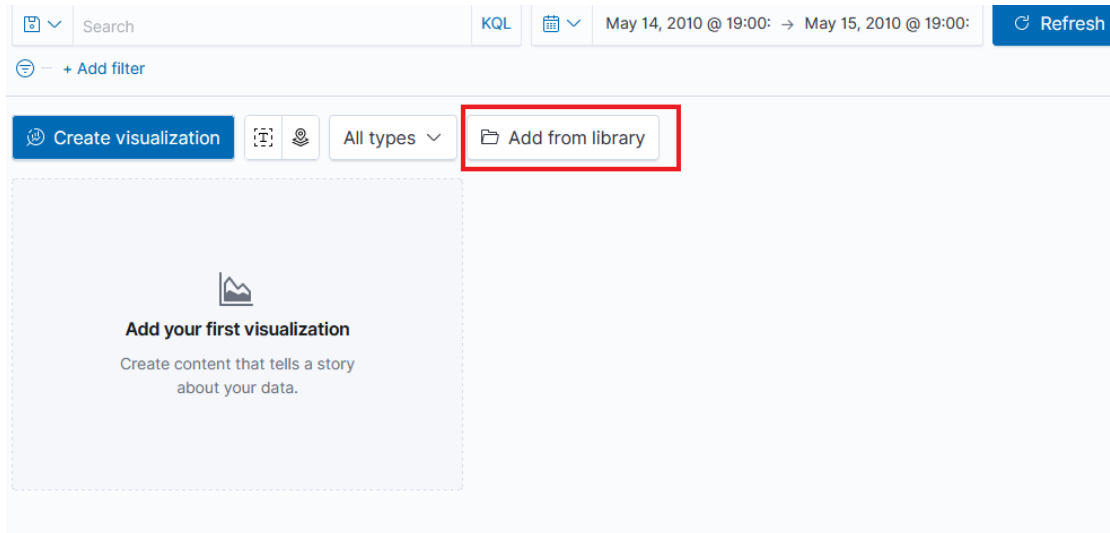 Search KQL May 14, 2010 @ 19:00: → May 15, 2010 @ 19:00: Refresh
+ Add filter
Create visualization All types Add from library
Add your first visualization
Create content that tells a story
about your data.